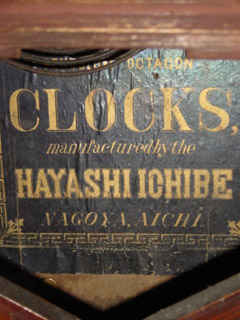 OCTAGON
CLOCKS,
manufactured by the
HAYASHI ICHIBE
NAGOYA, AICHI